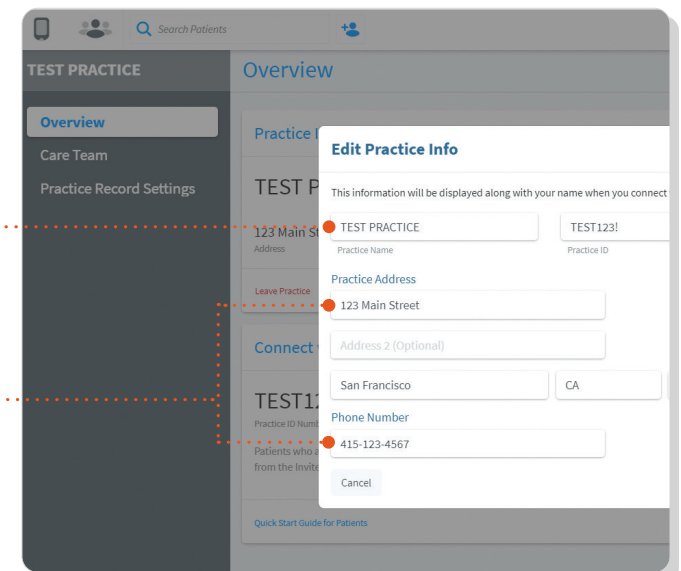 Search Patients
TEST PRACTICE
Overview
Overview
Care Team
Practice Record Settings
Practice I
TEST P
123 Main St
Address
Leave Practice
Connect
TEST12
Practice ID Numb
Patients who a
from the Invite
Quick Start Guide for Patients
Edit Practice Info
This information will be displayed along with your name when you connect
TEST PRACTICE
TEST123!
Practice Name
Practice ID
Practice Address
123 Main Street
Address 2 (Optional)
San Francisco
CA
Phone Number
415-123-4567
Cancel